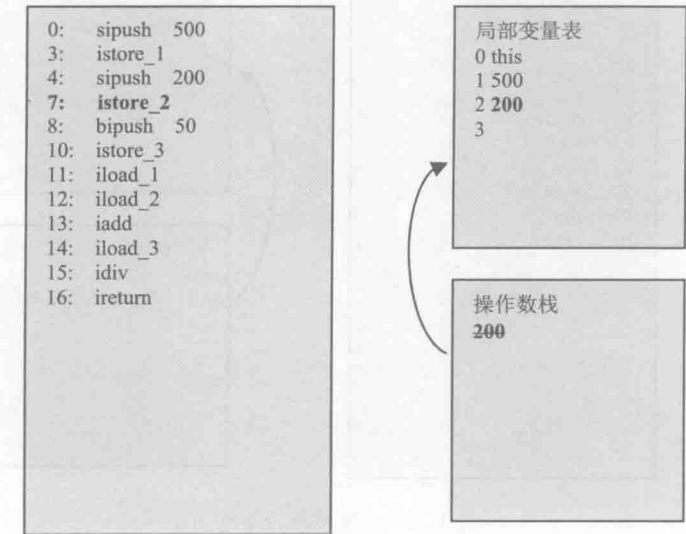 0: sipush 500
3: istore_1
4: sipush 200
7: istore_2
8: bipush 50
10: istore_3
11: iload_1
12: iload_2
13: iadd
14: iload_3
15: idiv
16: ireturn
局部变量表
0 this
1 500
2 200
3
操作数栈
200